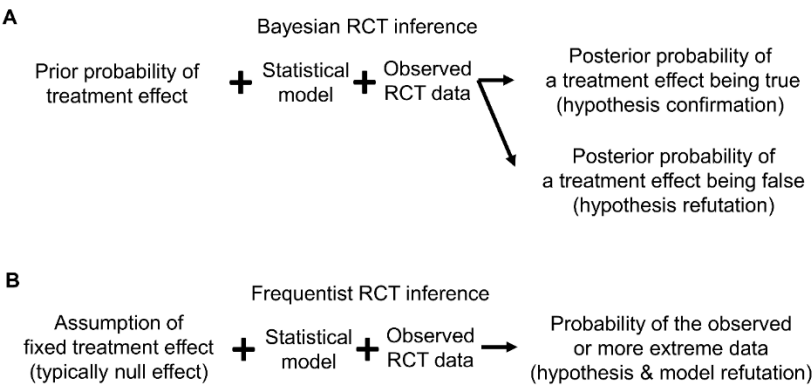 A
Bayesian RCT inference
Prior probability of
treatment effect
+ Statistical
model
+ Observed
RCT data
Posterior probability of
a treatment effect being true
(hypothesis confirmation)
Posterior probability of
a treatment effect being false
(hypothesis refutation)
B
Frequentist RCT inference
Assumption of
fixed treatment effect
(typically null effect)
+ Statistical
model
+ Observed
RCT data
Probability of the observed
or more extreme data
(hypothesis & model refutation)